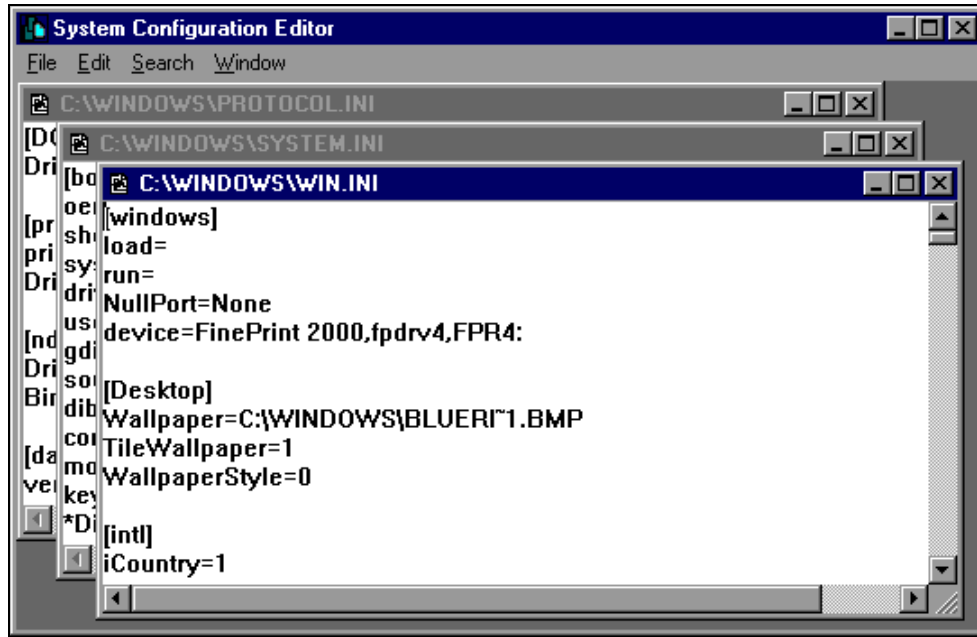 System Configuration Editor
File Edit Search Window
C:\WINDOWS\PROTOCOL.INI
C:\WINDOWS\SYSTEM.INI
C:\WINDOWS\WIN.INI
[windows]
load=
run=
NullPort=None
device=FinePrint 2000,fpdrv4,FPR4:
[Desktop]
Wallpaper=C:\WINDOWS\BLUERI~1.BMP
TileWallpaper=1
WallpaperStyle=0
[intl]
iCountry=1